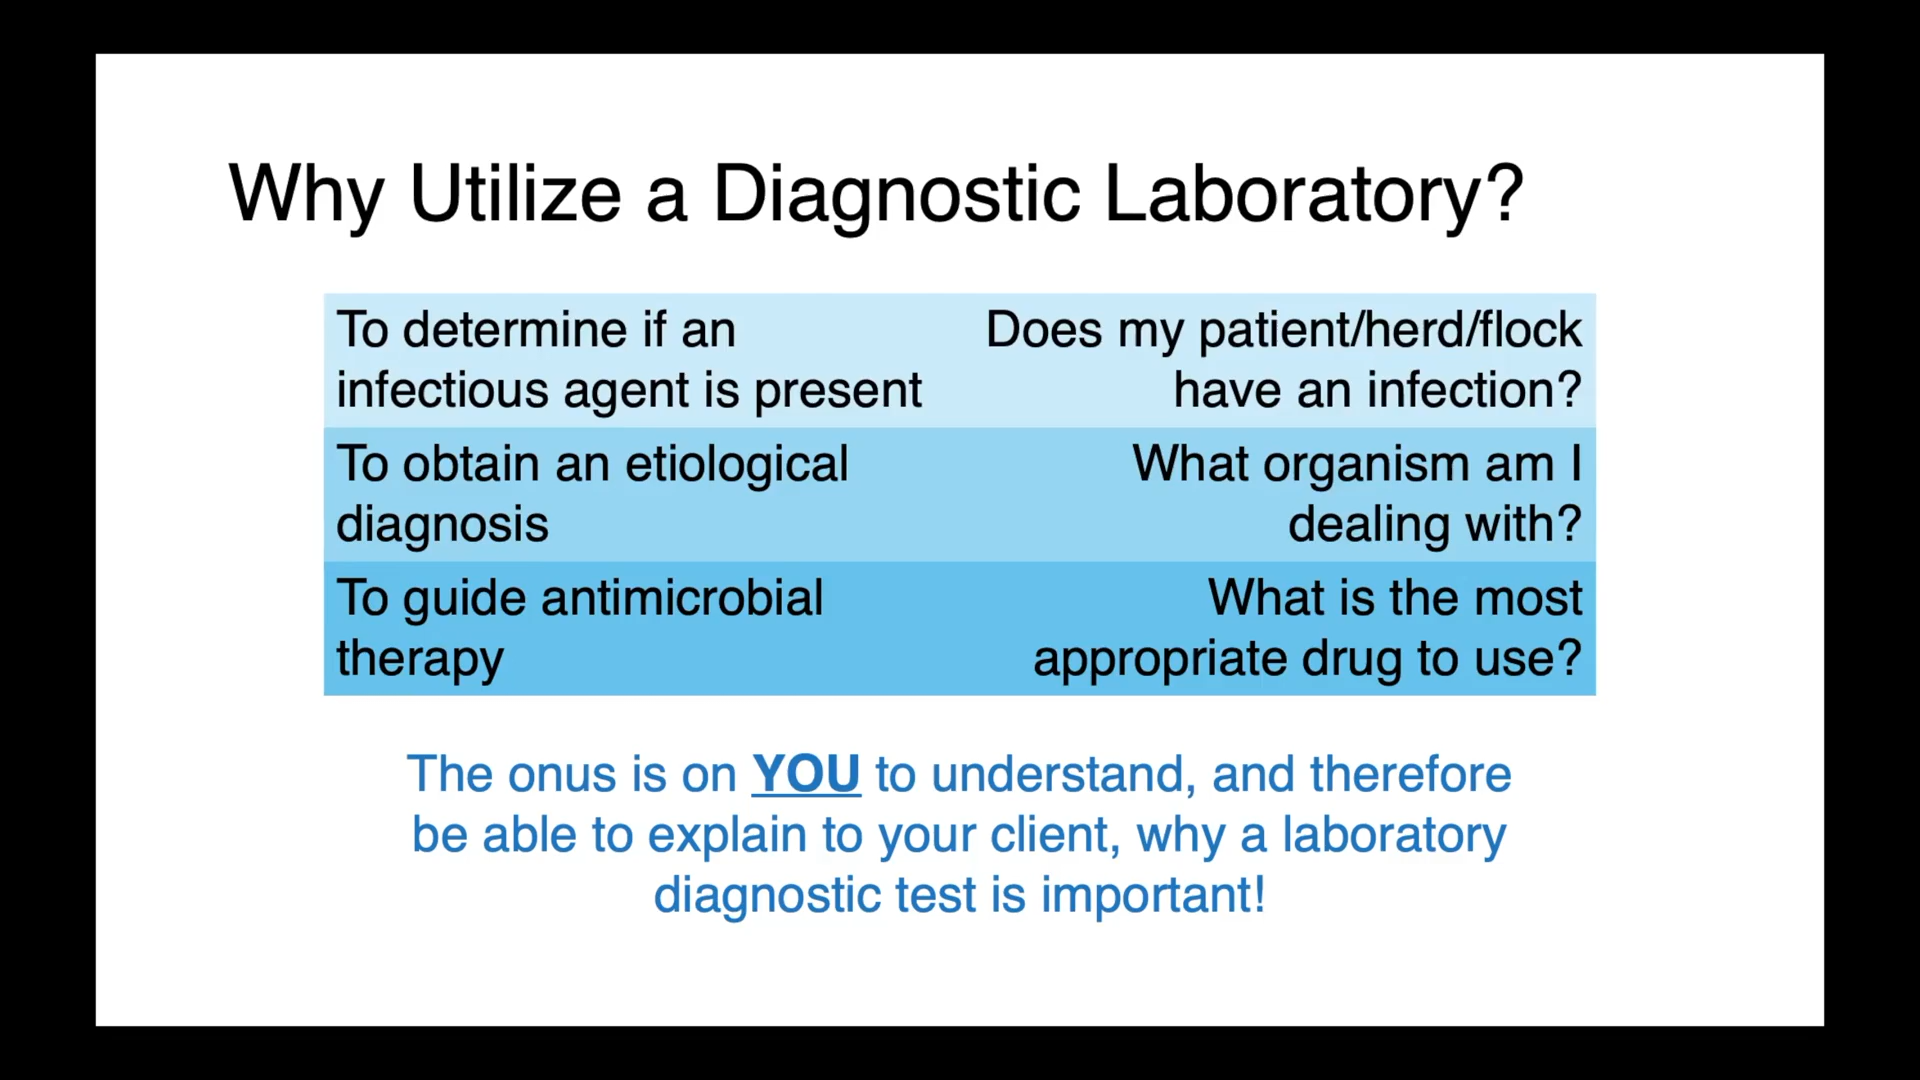 Why Utilize a Diagnostic Laboratory?
To determine if an
infectious agent is present
Does my patient/herd/flock
have an infection?
To obtain an etiological
diagnosis
What organism am I
dealing with?
To guide antimicrobial
therapy
What is the most
appropriate drug to use?
The onus is on YOU to understand, and therefore
be able to explain to your client, why a laboratory
diagnostic test is important!